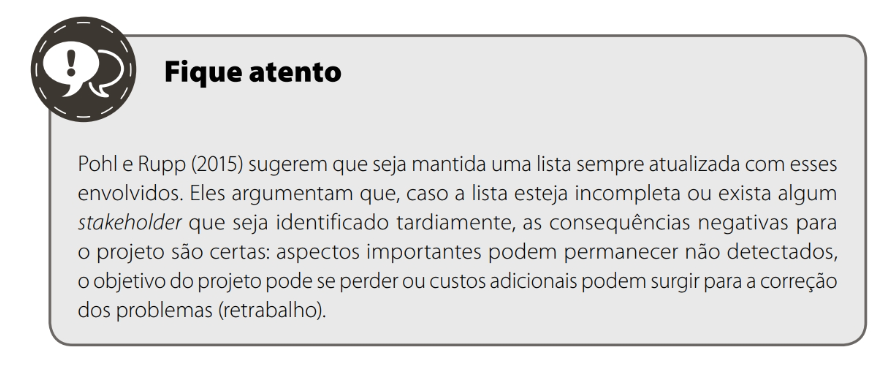 Fique atento
Pohl e Rupp (2015) sugerem que seja mantida uma lista sempre atualizada com esses
envolvidos. Eles argumentam que, caso a lista esteja incompleta ou exista algum
stakeholder que seja identificado tardiamente, as consequências negativas para
o projeto são certas: aspectos importantes podem permanecer não detectados,
o objetivo do projeto pode se perder ou custos adicionais podem surgir para a correção
dos problemas (retrabalho).